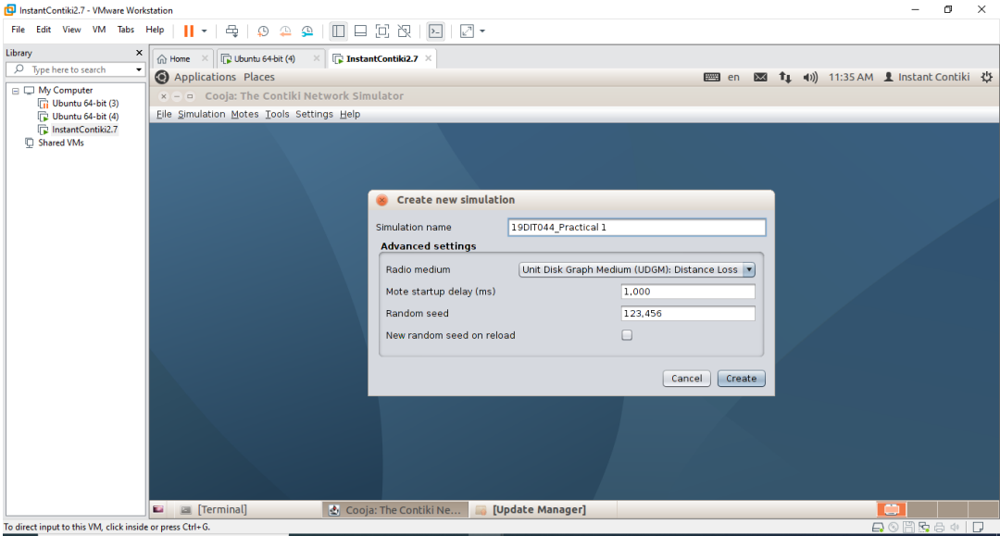 InstantContiki2.7 - VMware Workstation
File Edit View VM Tabs Help
Library
Type here to search
My Computer
Ubuntu 64-bit (3)
Ubuntu 64-bit (4)
InstantContiki2.7
Shared VMs
Home Ubuntu 64-bit (4) InstantContiki2.7
Applications Places en 11:35 AM Instant Contiki
Cooja: The Contiki Network Simulator
File Simulation Motes Tools Settings Help
Create new simulation
Simulation name 19DIT044_Practical 1
Advanced settings
Radio medium Unit Disk Graph Medium (UDGM): Distance Loss
Mote startup delay (ms) 1,000
Random seed 123,456
New random seed on reload
Cancel Create
[Terminal] Cooja: The Contiki Ne... [Update Manager]
To direct input to this VM, click inside or press Ctrl+G.